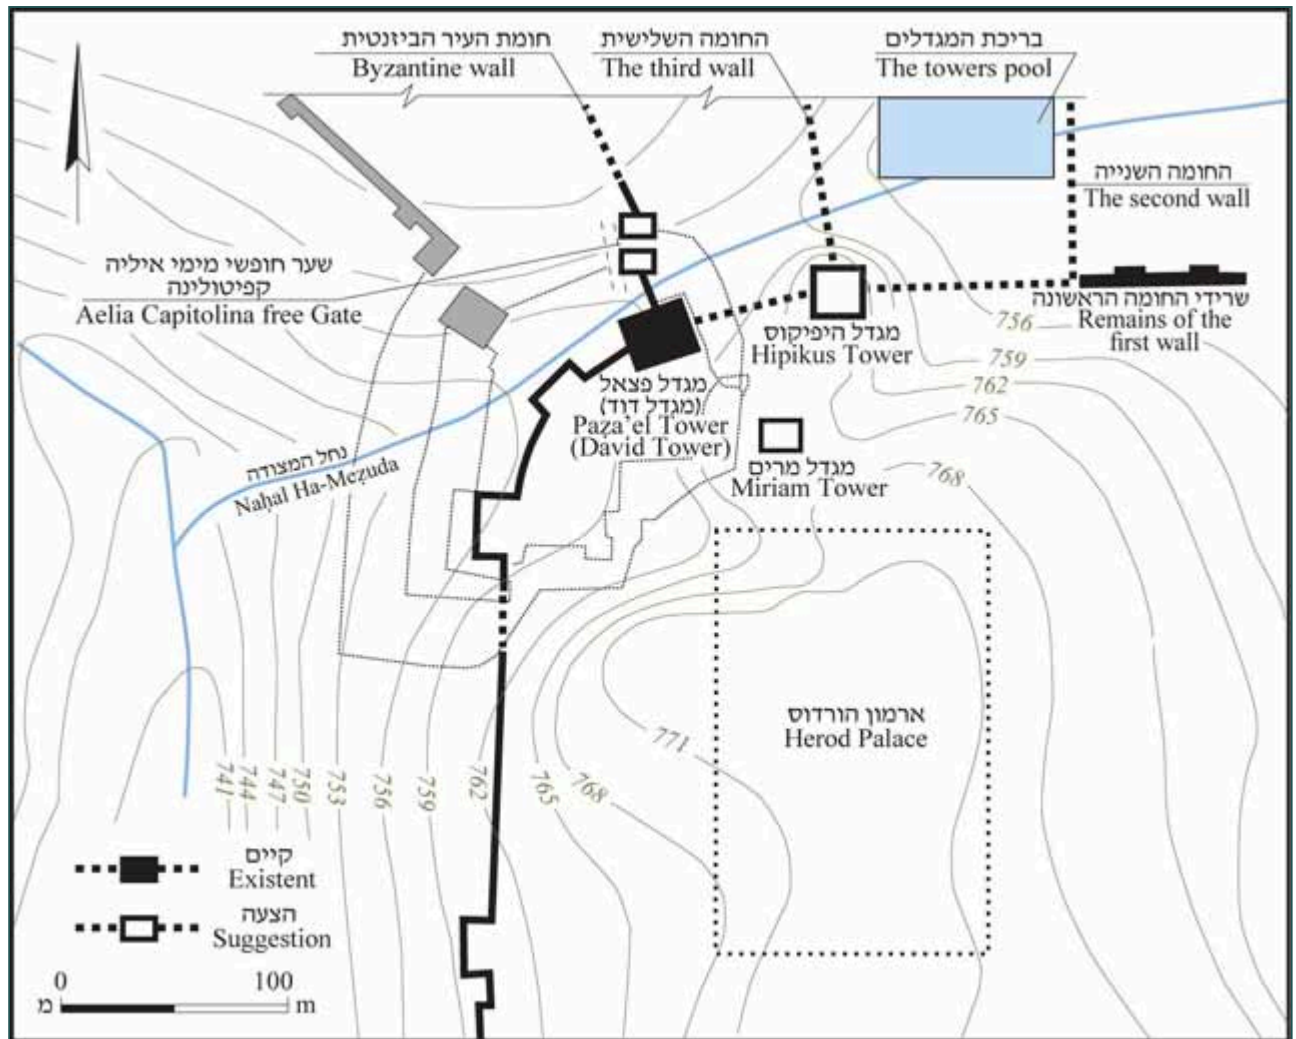 חומת העיר הביזנטית
Byzantine wall
החומה השלישית
The third wall
בריכת המגדלים
The towers pool
החומה השנייה
The second wall
שער חופשי מימי איליה
קפיטולינה
Aelia Capitolina free Gate
שרידי החומה הראשונה
Remains of the
first wall
מגדל היפיקוס
Hipikus Tower
מגדל פצאל
(מגדל דוד)
Paza'el Tower
(David Tower)
מגדל מרים
Miriam Tower
נחל המצודה
Naḥal Ha-Meẓuda
756
759
762
765
768
ארמון הורדוס
Herod Palace
771
741
744
747
750
753
756
759
762
765
768
קיים
Existent
הצעה
Suggestion
0 100
מ m